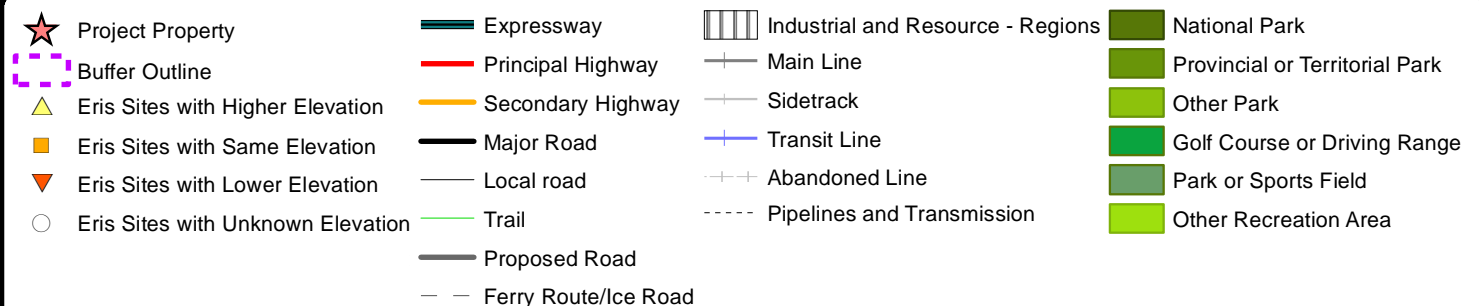 Project Property
Buffer Outline
Eris Sites with Higher Elevation
Eris Sites with Same Elevation
Eris Sites with Lower Elevation
Eris Sites with Unknown Elevation
Expressway
Principal Highway
Secondary Highway
Major Road
Local road
Trail
Proposed Road
Ferry Route/Ice Road
Industrial and Resource - Regions
Main Line
Sidetrack
Transit Line
Abandoned Line
Pipelines and Transmission
National Park
Provincial or Territorial Park
Other Park
Golf Course or Driving Range
Park or Sports Field
Other Recreation Area